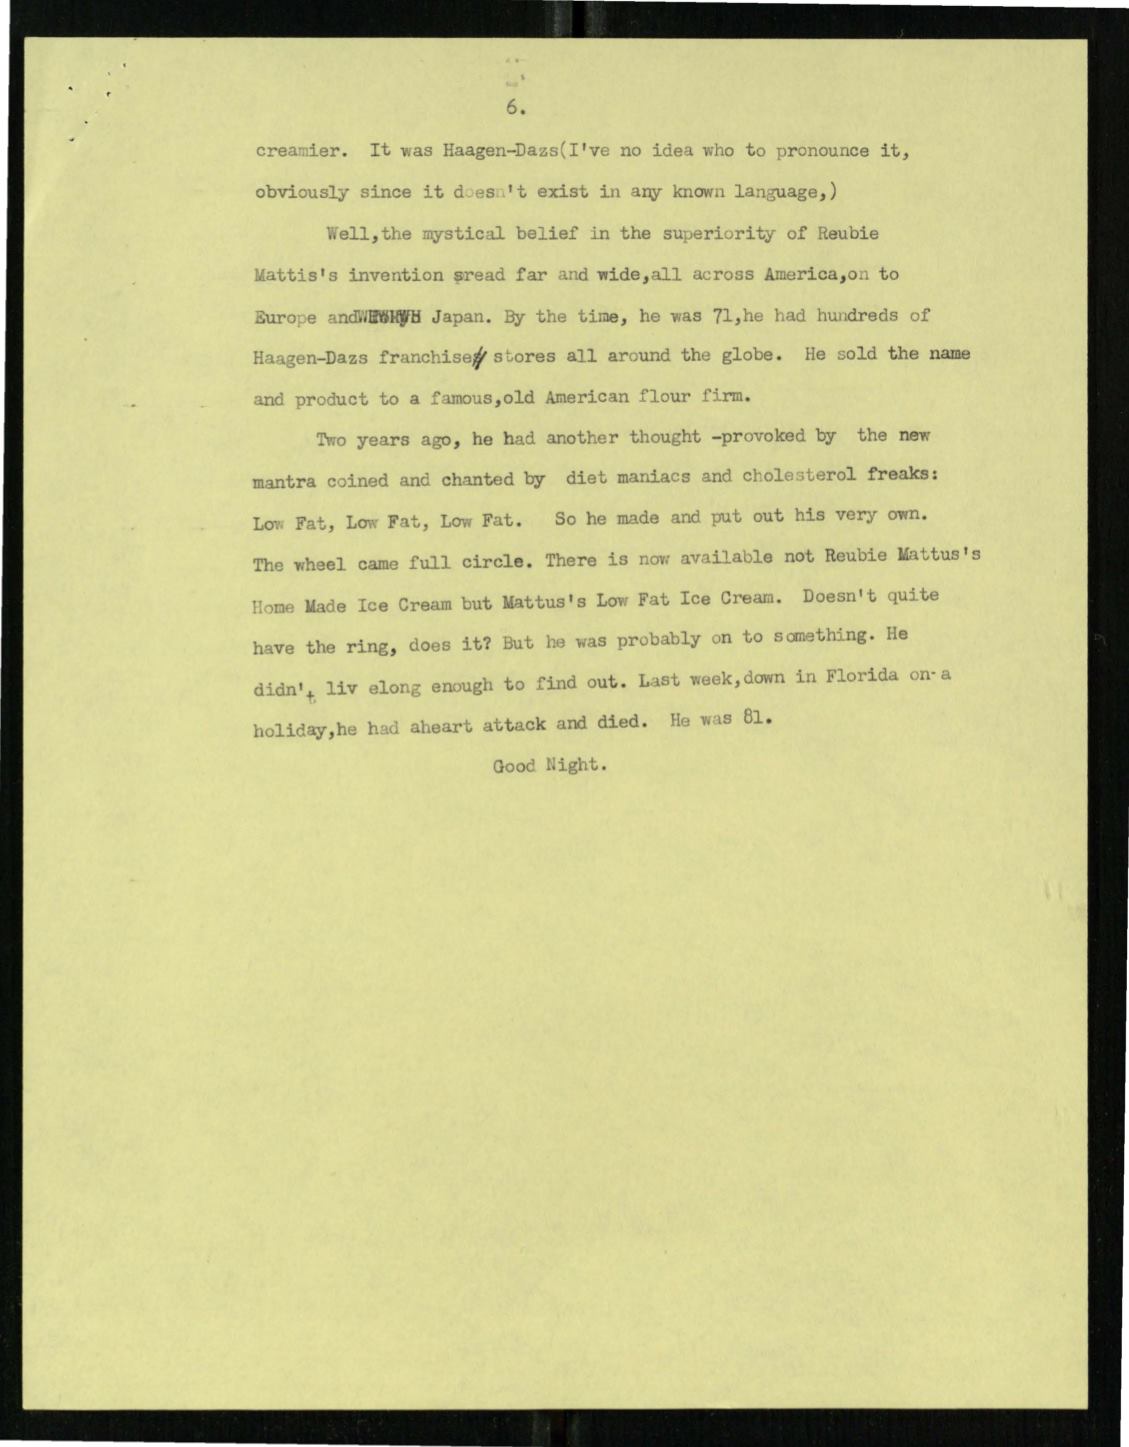 6.
creamier. It was Haagen-Dazs(I've no idea who to pronounce it,
obviously since it doesn't exist in any known language,)
Well,the mystical belief in the superiority of Reubie
Mattis's invention sread far and wide,all across America,on to
Europe and Japan. By the time, he was 71,he had hundreds of
Haagen-Dazs franchise stores all around the globe. He sold the name
and product to a famous,old American flour firm.
Two years ago, he had another thought -provoked by the new
mantra coined and chanted by diet maniacs and cholesterol freaks:
Low Fat, Low Fat, Low Fat. So he made and put out his very own.
The wheel came full circle. There is now available not Reubie Mattus's
Home Made Ice Cream but Mattus's Low Fat Ice Cream. Doesn't quite
have the ring, does it? But he was probably on to something. He
didn't liv elong enough to find out. Last week,down in Florida on-a
holiday,he had aheart attack and died. He was 81.
Good Night.